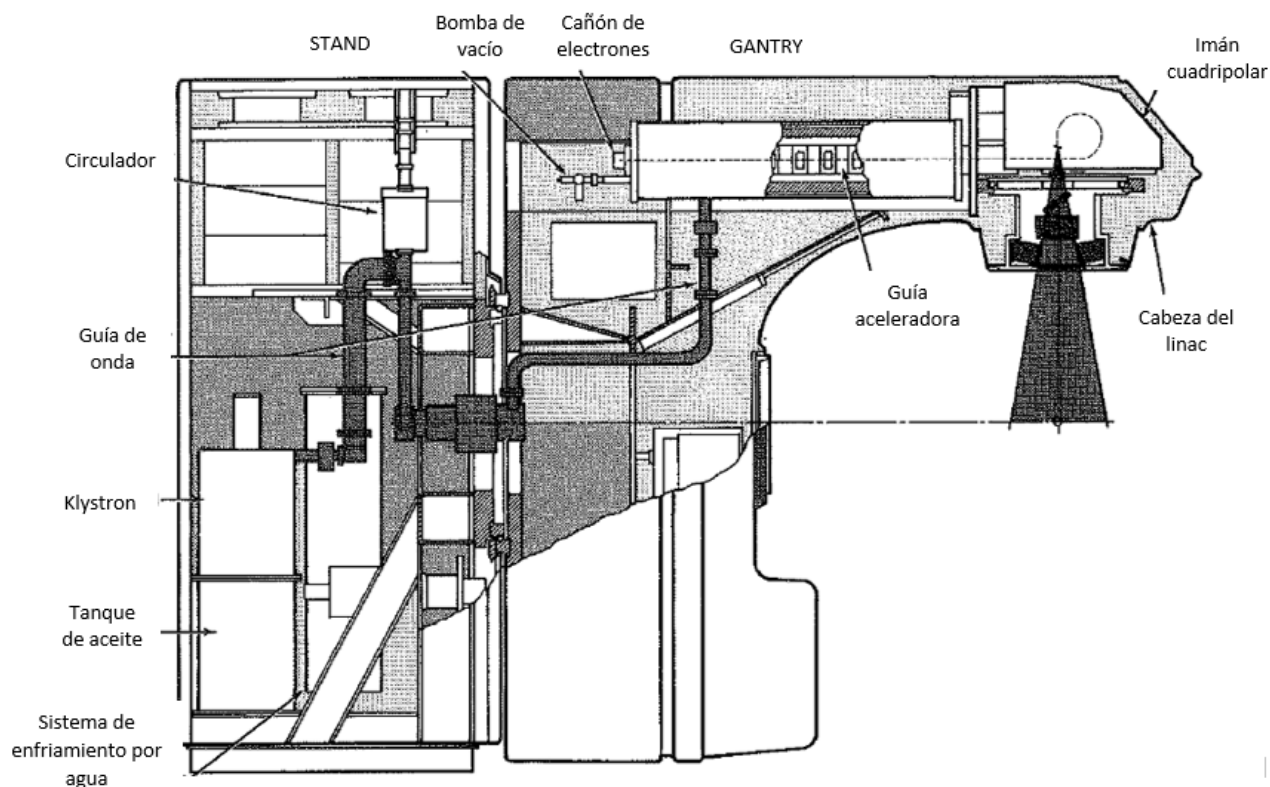 STAND
Bomba de
vacío
Cañón de
electrones
GANTRY
Imán
cuadripolar
Circulador
Guía de
onda
Guía
aceleradora
Cabeza del
linac
Klystron
Tanque
de aceite
Sistema de
enfriamiento por
agua